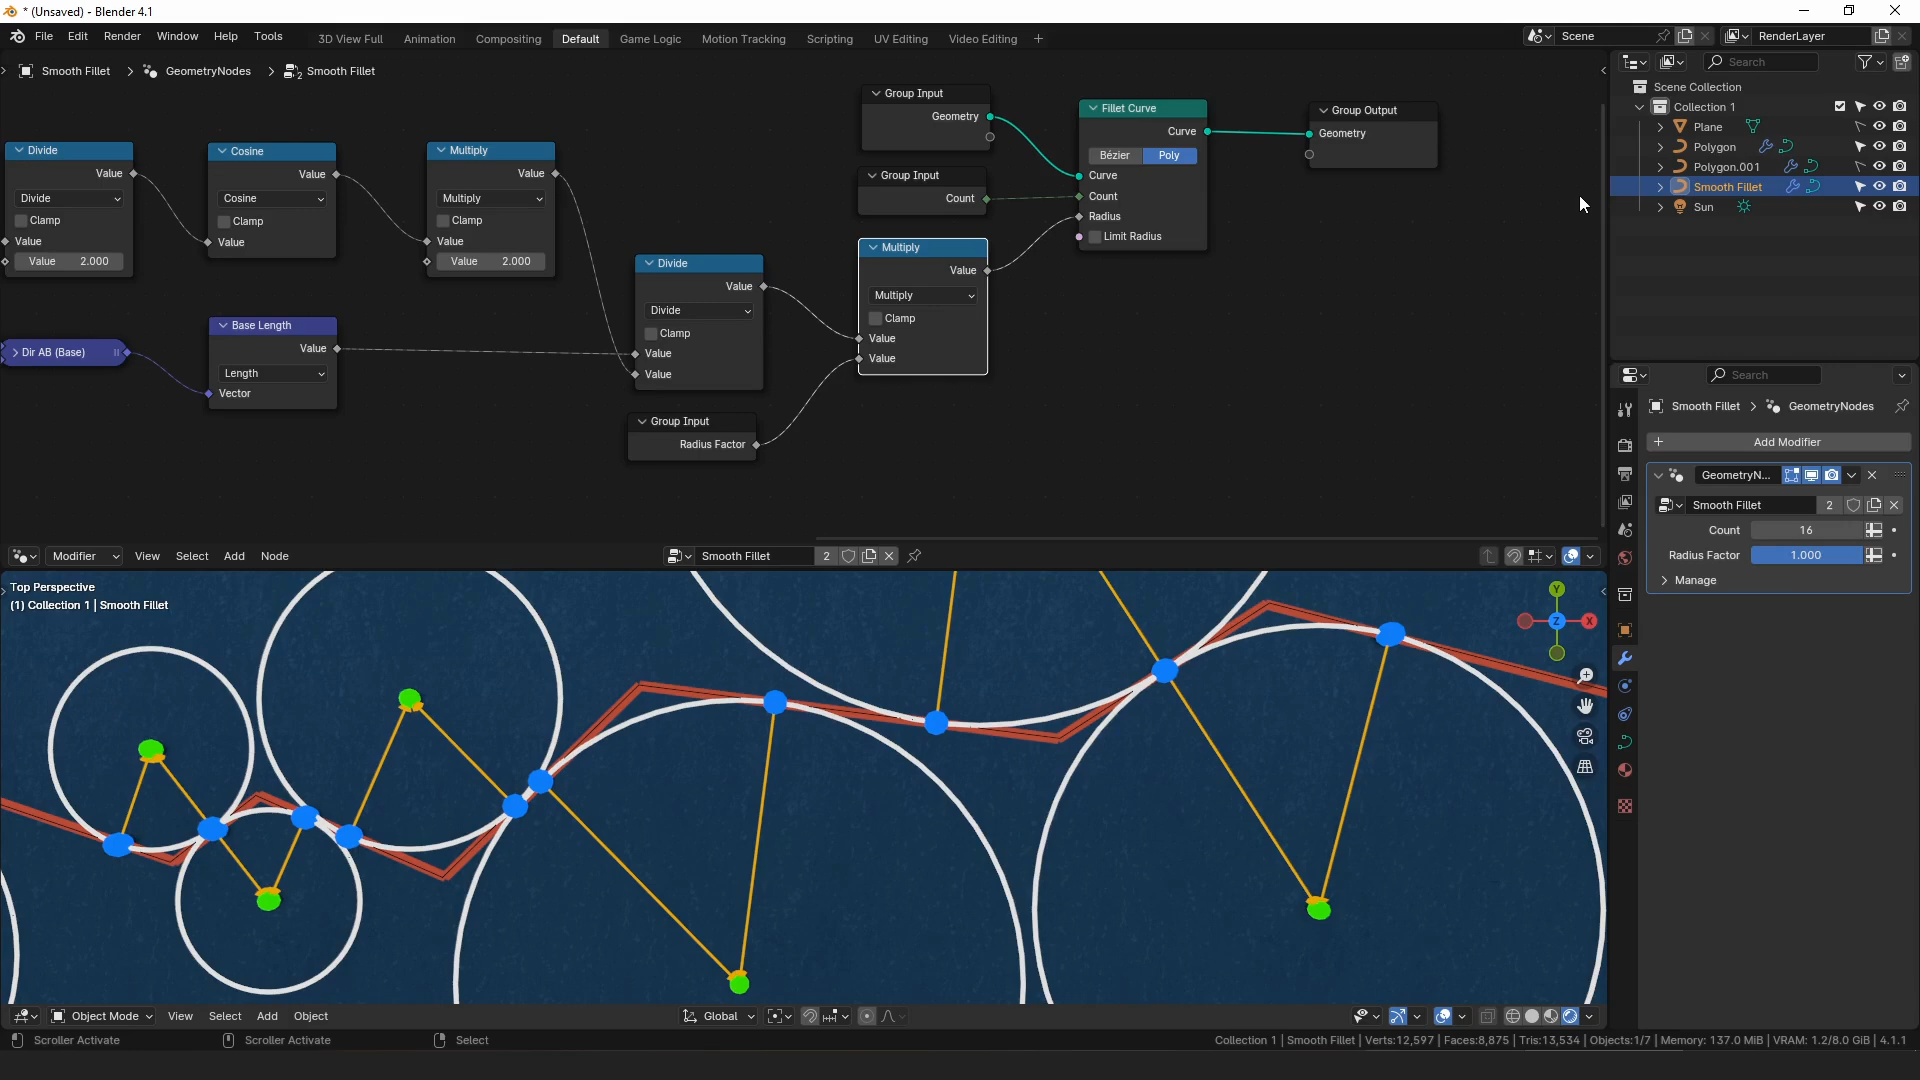 * (Unsaved) - Blender 4.1
File Edit Render Window Help Tools
3D View Full Animation Compositing Default Game Logic Motion Tracking Scripting UV Editing Video Editing +
Scene
RenderLayer
Smooth Fillet > GeometryNodes > Smooth Fillet
Divide
Value
Divide
Clamp
Value
Value 2.000
Cosine
Value
Cosine
Clamp
Value
Multiply
Value
Multiply
Clamp
Value
Value 2.000
Dir AB (Base)
Base Length
Value
Length
Vector
Divide
Value
Divide
Clamp
Value
Value
Group Input
Radius Factor
Group Input
Geometry
Group Input
Count
Multiply
Value
Multiply
Clamp
Value
Value
Fillet Curve
Curve
Bézier Poly
Curve
Count
Radius
Limit Radius
Group Output
Geometry
Modifier View Select Add Node
Smooth Fillet 2
Top Perspective
(1) Collection 1 | Smooth Fillet
Y
X
Z
Object Mode View Select Add Object
Global
Search
Scene Collection
Collection 1
Plane
Polygon
Polygon.001
Smooth Fillet
Sun
Search
Smooth Fillet > GeometryNodes
+ Add Modifier
GeometryN...
Smooth Fillet 2
Count 16
Radius Factor 1.000
Manage
Scroller Activate
Scroller Activate
Select
Collection 1 | Smooth Fillet | Verts:12,597 | Faces:8,875 | Tris:13,534 | Objects:1/7 | Memory: 137.0 MiB | VRAM: 1.2/8.0 GiB | 4.1.1